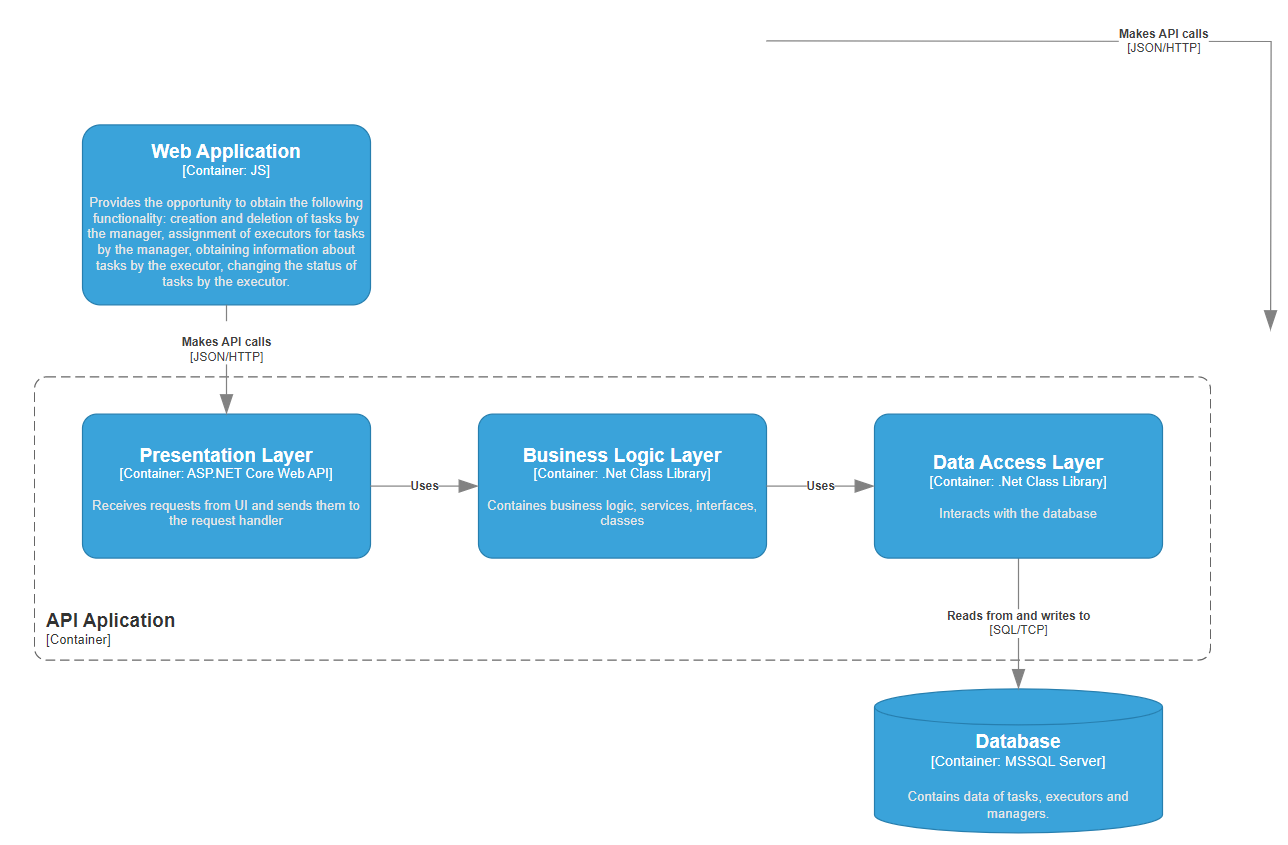 Makes API calls
[JSON/HTTP]
Web Application
[Container: JS]
Provides the opportunity to obtain the following
functionality: creation and deletion of tasks by
the manager, assignment of executors for tasks
by the manager, obtaining information about
tasks by the executor, changing the status of
tasks by the executor.
Makes API calls
[JSON/HTTP]
Presentation Layer
[Container: ASP.NET Core Web API]
Receives requests from UI and sends them to
the request handler
Uses
Business Logic Layer
[Container: .Net Class Library]
Containes business logic, services, interfaces,
classes
Uses
Data Access Layer
[Container: .Net Class Library]
Interacts with the database
API Aplication
[Container]
Reads from and writes to
[SQL/TCP]
Database
[Container: MSSQL Server]
Contains data of tasks, executors and
managers.